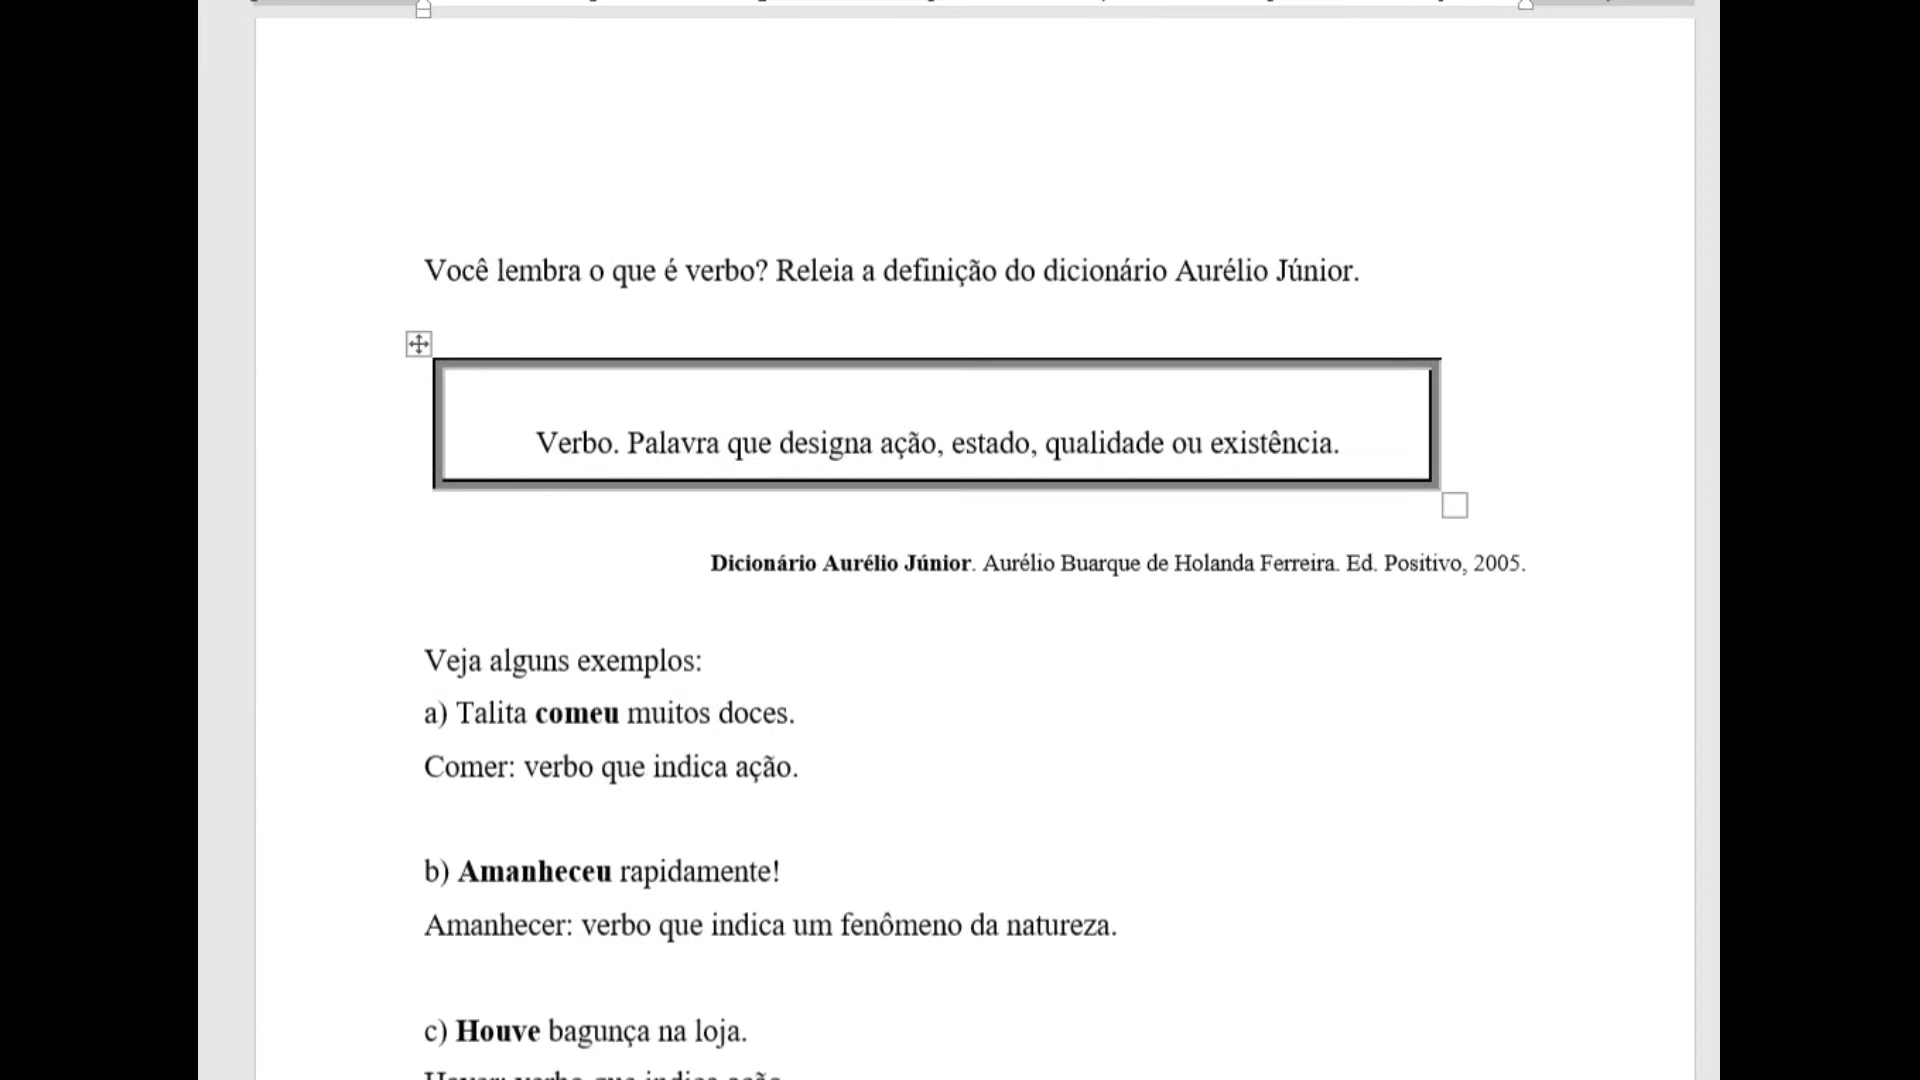 Você lembra o que é verbo? Releia a definição do dicionário Aurélio Júnior.
Verbo. Palavra que designa ação, estado, qualidade ou existência.
Dicionário Aurélio Júnior. Aurélio Buarque de Holanda Ferreira. Ed. Positivo, 2005.
Veja alguns exemplos:
a) Talita comeu muitos doces.
Comer: verbo que indica ação.
b) Amanheceu rapidamente!
Amanhecer: verbo que indica um fenômeno da natureza.
c) Houve bagunça na loja.